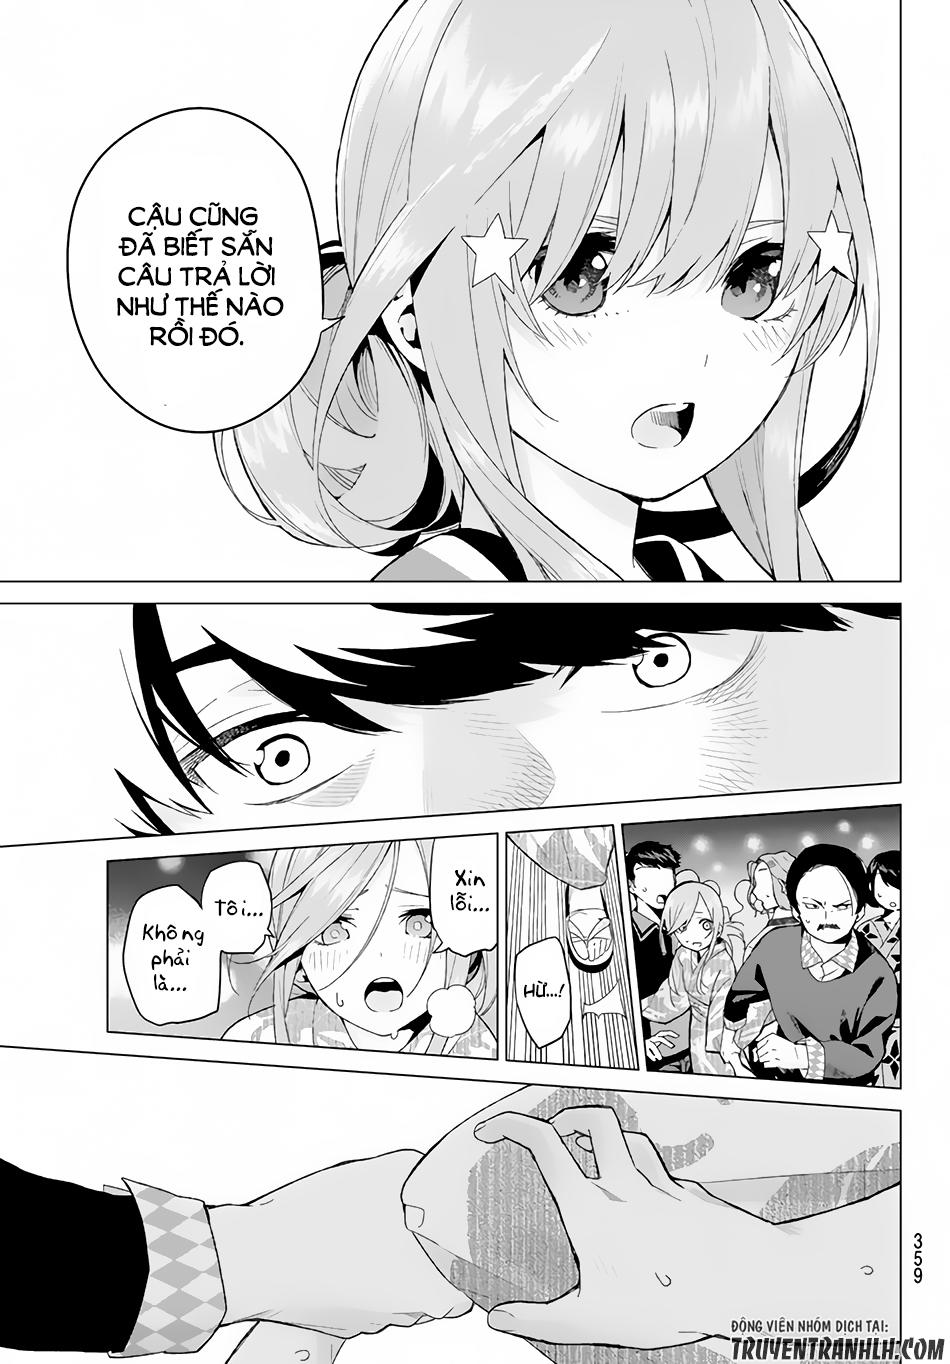 CẬU CŨNG
ĐÃ BIẾT SẴN
CÂU TRẢ LỜI
NHƯ THẾ NÀO
RỒI ĐÓ.
Hừ...!
Xin
lỗi...
Tôi...
Không
phải
là...
359
ĐỘNG VIÊN NHÓM DỊCH TẠI:
TRUYENTRANHLH.COM